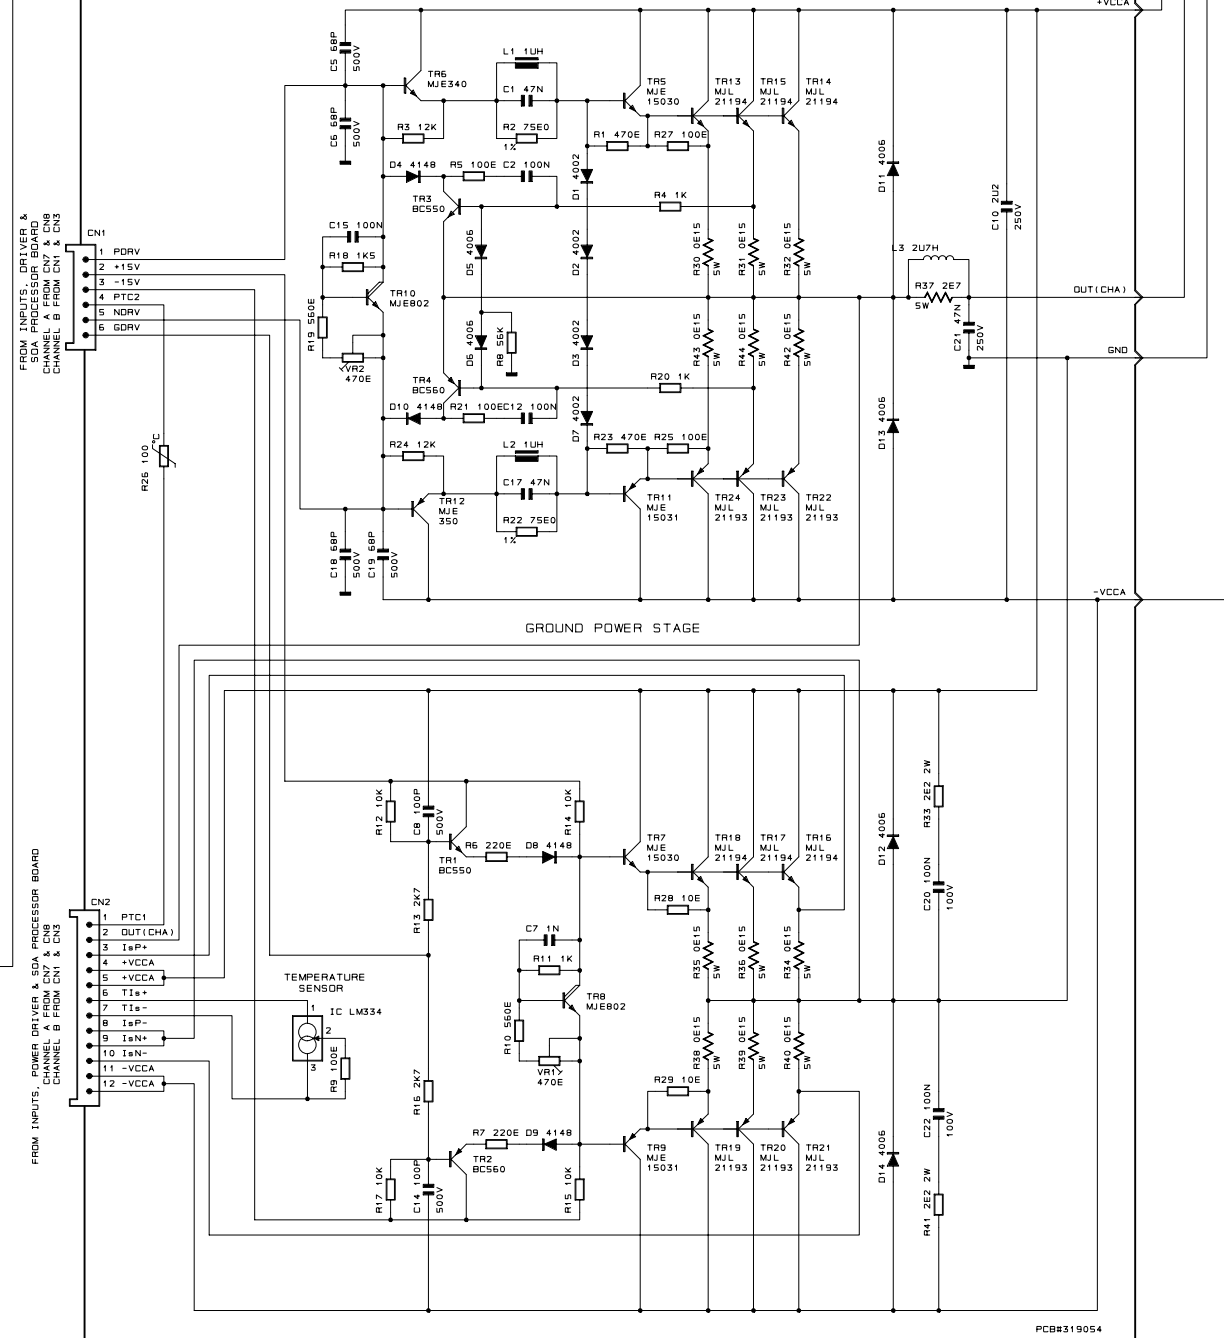 +VCCA
C5 68P
500V
L1 1UH
TR6
MJE340
C1 47N
TR5
MJE
15030
TR13
MJL
21194
TR15
MJL
21194
TR14
MJL
21194
C6 68P
500V
R3 12K
R2 75E0
1%
R1 470E
R27 100E
D4 4148
R5 100E
C2 100N
D1 4002
D11 4006
TR3
BC550
R4 1K
C10 2U2
250V
FROM INPUTS, DRIVER &
SOA PROCESSOR BOARD
CHANNEL A FROM CN7 & CN8
CHANNEL B FROM CN1 & CN3
CN1
1 PDRV
2 +15V
3 -15V
4 PTC2
5 NDRV
6 GDRV
C15 100N
R18 1K5
D5 4006
D2 4002
R30 0E15
5W
R31 0E15
5W
R32 0E15
5W
L3 2U7H
R37 2E7
5W
OUT(CHA)
TR10
MJE802
R19 560E
VR2
470E
D6 4006
R8 56K
D3 4002
R43 0E15
5W
R44 0E15
5W
R42 0E15
5W
C21 47N
250V
GND
TR4
BC560
R20 1K
D10 4148
R21 100E
C12 100N
D7 4002
D13 4006
R26 100
°C
R24 12K
L2 1UH
R23 470E
R25 100E
C17 47N
TR12
MJE
350
R22 75E0
1%
TR11
MJE
15031
TR24
MJL
21193
TR23
MJL
21193
TR22
MJL
21193
C18 68P
500V
C19 68P
500V
-VCCA
GROUND POWER STAGE
R12 10K
C8 100P
500V
R14 10K
R33 2E2 2W
TR1
BC550
R6 220E
D8 4148
TR7
MJE
15030
TR18
MJL
21194
TR17
MJL
21194
TR16
MJL
21194
D12 4006
R28 10E
C20 100N
100V
R13 2K7
FROM INPUTS, POWER DRIVER & SOA PROCESSOR BOARD
CHANNEL A FROM CN7 & CN8
CHANNEL B FROM CN1 & CN3
CN2
1 PTC1
2 OUT(CHA)
3 IsP+
4 +VCCA
5 +VCCA
6 TIs+
7 TIs-
8 IsP-
9 IsN+
10 IsN-
11 -VCCA
12 -VCCA
C7 1N
R11 1K
R35 0E15
5W
R36 0E15
5W
R34 0E15
5W
TEMPERATURE
SENSOR
IC LM334
1
2
3
R9 100E
TR8
MJE802
R10 560E
VR1
470E
R38 0E15
5W
R39 0E15
5W
R40 0E15
5W
R16 2K7
R29 10E
C22 100N
100V
R7 220E
D9 4148
TR2
BC560
TR9
MJE
15031
TR19
MJL
21193
TR20
MJL
21193
TR21
MJL
21193
D14 4006
R17 10K
C14 100P
500V
R15 10K
R41 2E2 2W
PCB#319054